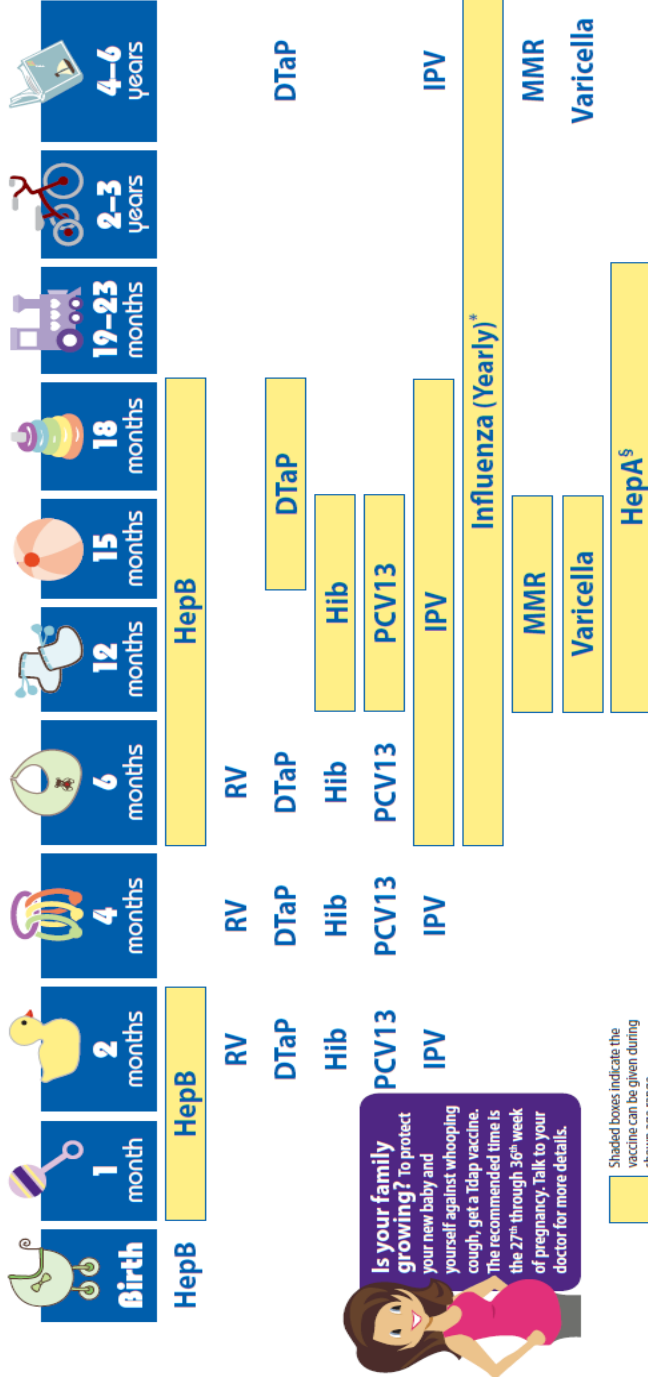 Birth
1
month
2
months
4
months
6
months
12
months
15
months
18
months
19–23
months
2–3
years
4–6
years
HepB
HepB
HepB
RV
RV
RV
DTaP
DTaP
DTaP
DTaP
DTaP
Hib
Hib
Hib
Hib
PCV13
PCV13
PCV13
PCV13
IPV
IPV
IPV
IPV
Influenza (Yearly)*
MMR
MMR
Varicella
Varicella
HepA§
Is your family
growing? To protect
your new baby and
yourself against whooping
cough, get a Tdap vaccine.
The recommended time is
the 27th through 36th week
of pregnancy. Talk to your
doctor for more details.
Shaded boxes indicate the
vaccine can be given during
shown age range.